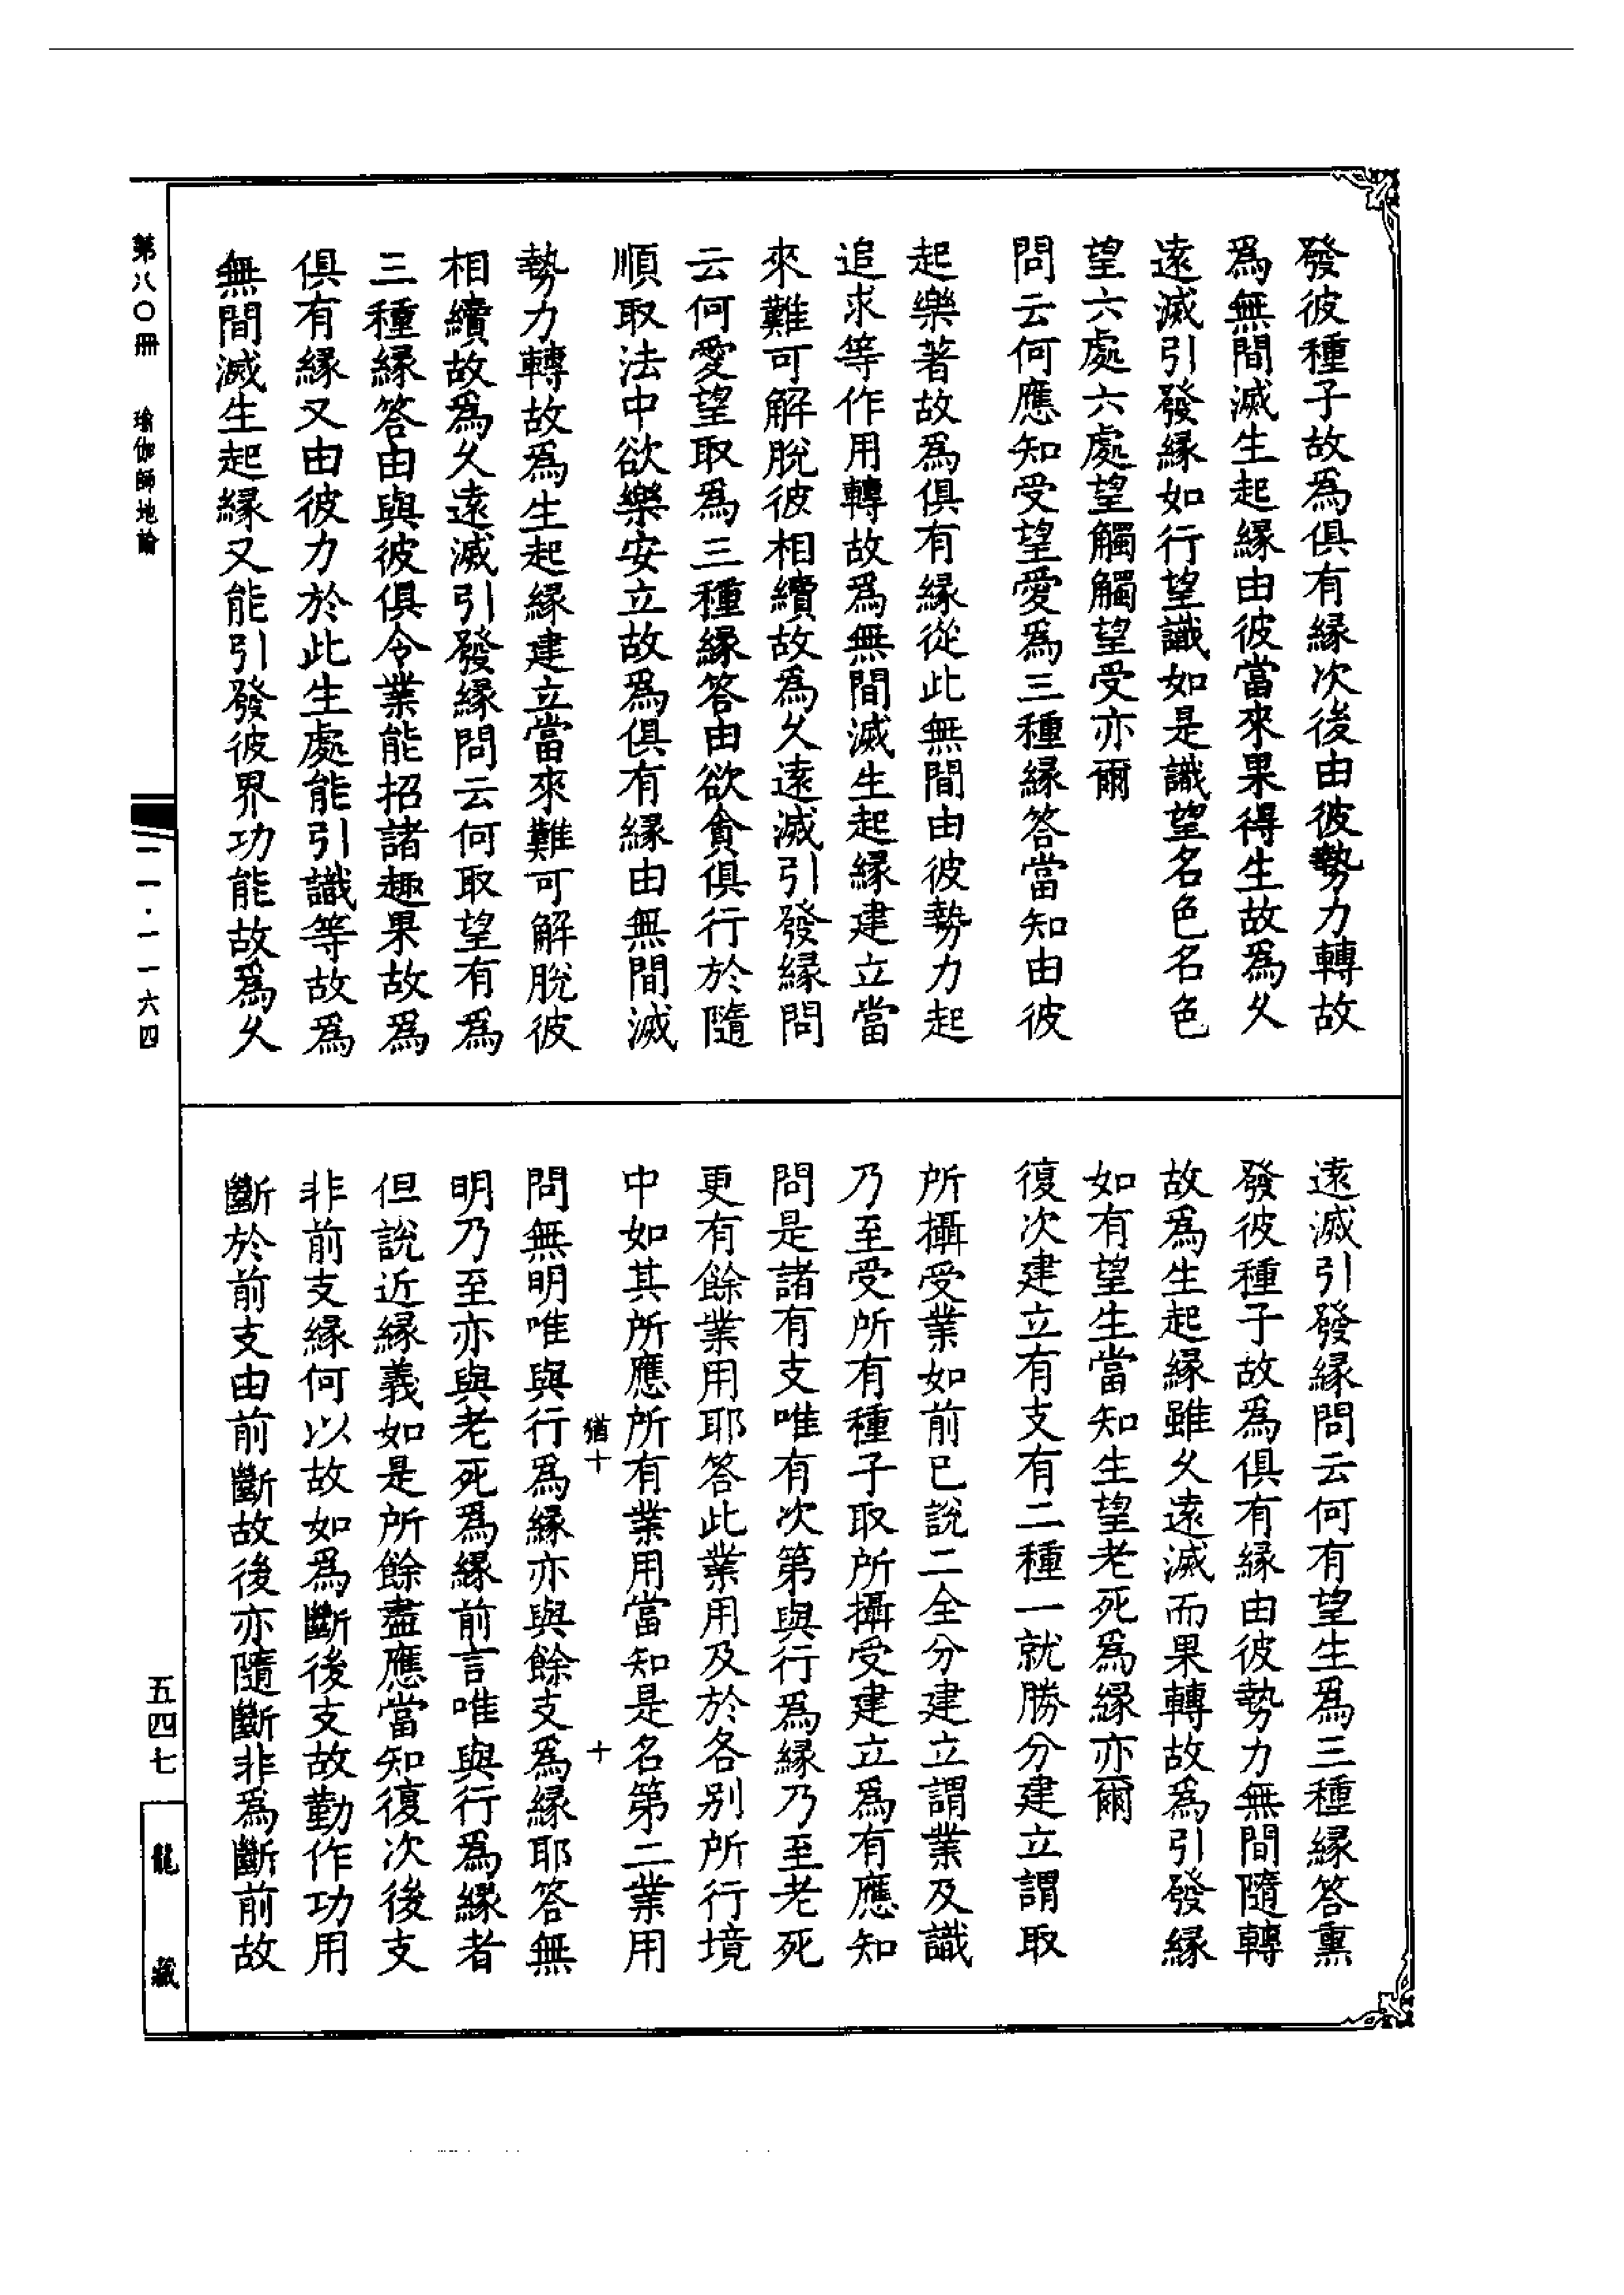 發彼種子故爲俱有緣次後由彼勢力轉故
爲無間滅生起緣由彼當來果得生故爲久
遠滅引發緣如行望識如是識望名色名色
望六處六處望觸觸望受亦爾
問云何應知受望愛爲三種緣答當知由彼
起樂著故爲俱有緣從此無間由彼勢力起
追求等作用轉故爲無間滅生起緣建立當
來難可解脫彼相續故爲久遠滅引發緣問
云何愛望取爲三種緣答由欲貪俱行於隨
順取法中欲樂安立故爲俱有緣由無間滅
勢力轉故爲生起緣建立當來難可解脫彼
相續故爲久遠滅引發緣問云何取望有爲
三種緣答由與彼俱令業能招諸趣果故爲
俱有緣又由彼力於此生處能引識等故爲
無間滅生起緣又能引發彼界功能故爲久
遠滅引發緣問云何有望生爲三種緣答熏
發彼種子故爲俱有緣由彼勢力無間隨轉
故爲生起緣雖久遠滅而果轉故爲引發緣
如有望生當知生望老死爲緣亦爾
復次建立有支有二種一就勝分建立謂取
所攝受業如前已說二全分建立謂業及識
乃至受所有種子取所攝受建立爲有應知
問是諸有支唯有次第與行爲緣乃至老死
更有餘業用耶答此業用及於各别所行境
中如其所應所有業用當知是名第二業用
問無明唯與行爲緣亦與餘支爲緣耶答無
明乃至亦與老死爲緣前言唯與行爲緣者
但說近緣義如是所餘盡應當知復次後支
非前支緣何以故如爲斷後支故勤作功用
斷於前支由前斷故後亦隨斷非爲斷前故
猶十
十
第八〇冊 瑜伽師地論
一一·一一六四
五四七
龍藏